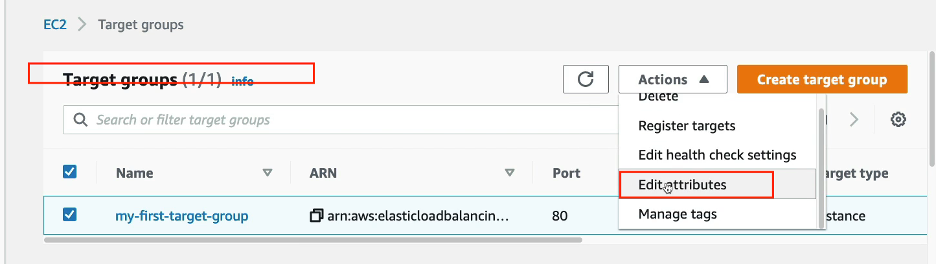 EC2 > Target groups
Target groups (1/1) info
Actions ▲
Create target group
Delete
Search or filter target groups
Register targets
Edit health check settings
Edit attributes
Manage tags
Name ARN Port arget type
my-first-target-group arn:aws:elasticloadbalancin... 80 stance